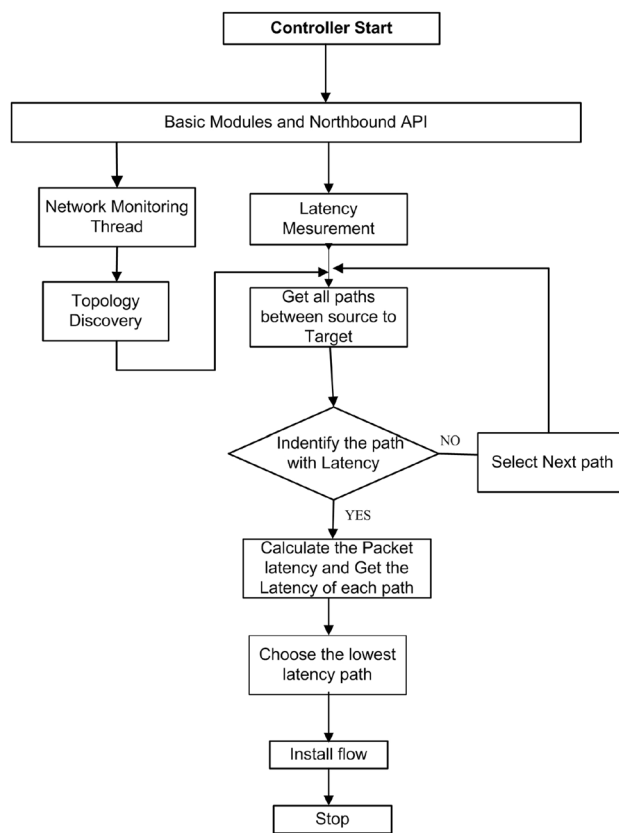 Controller Start
Basic Modules and Northbound API
Network Monitoring
Thread
Latency
Mesurement
Topology
Discovery
Get all paths
between source to
Target
Indentify the path
with Latency
NO
Select Next path
YES
Calculate the Packet
latency and Get the
Latency of each path
Choose the lowest
latency path
Install flow
Stop